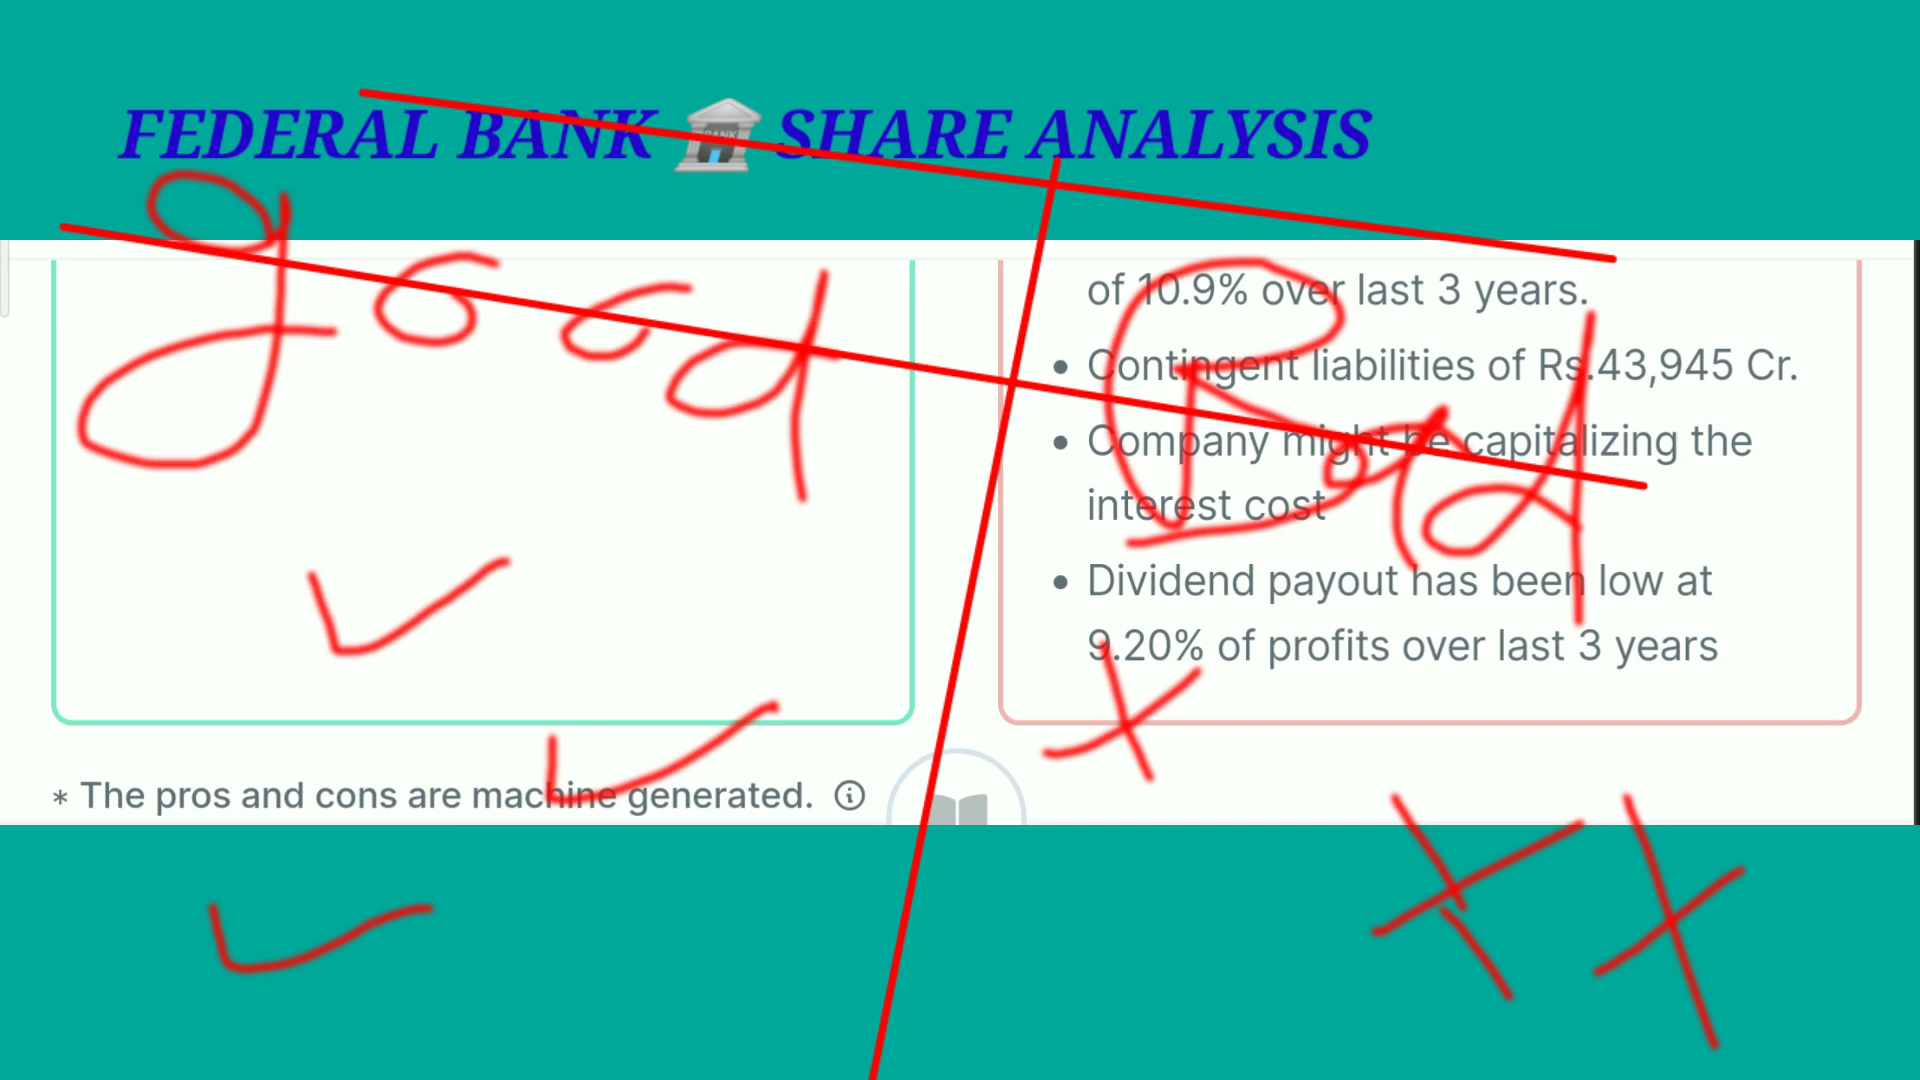 FEDERAL BANK 🏦 SHARE ANALYSIS
BANK
good
Bad
of 10.9% over last 3 years.
• Contingent liabilities of Rs.43,945 Cr.
• Company might be capitalizing the
interest cost
• Dividend payout has been low at
9.20% of profits over last 3 years
* The pros and cons are machine generated.